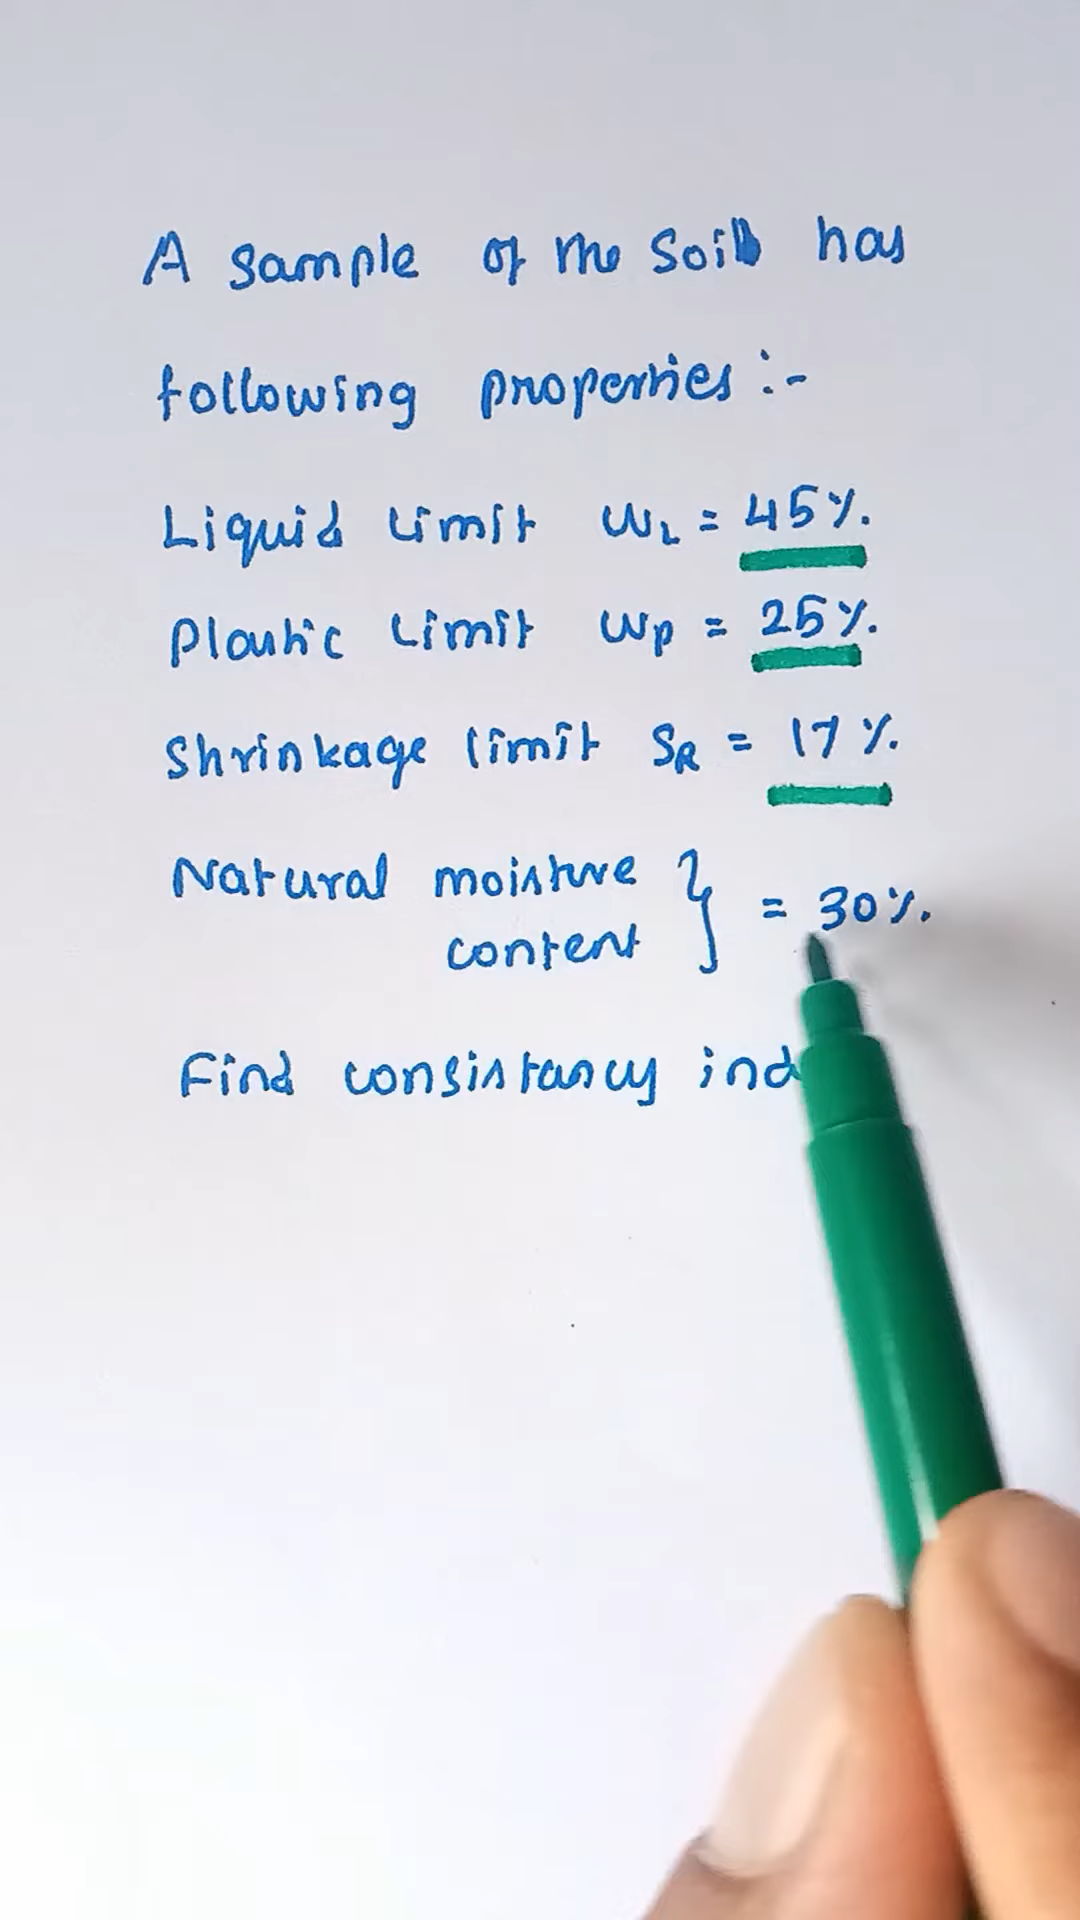 A sample of the soil has
following properties :-
Liquid Limit WL = 45%.
Plastic Limit Wp = 25%.
Shrinkage limit SR = 17%.
Natural moisture
content } = 30%.
Find consistancy ind